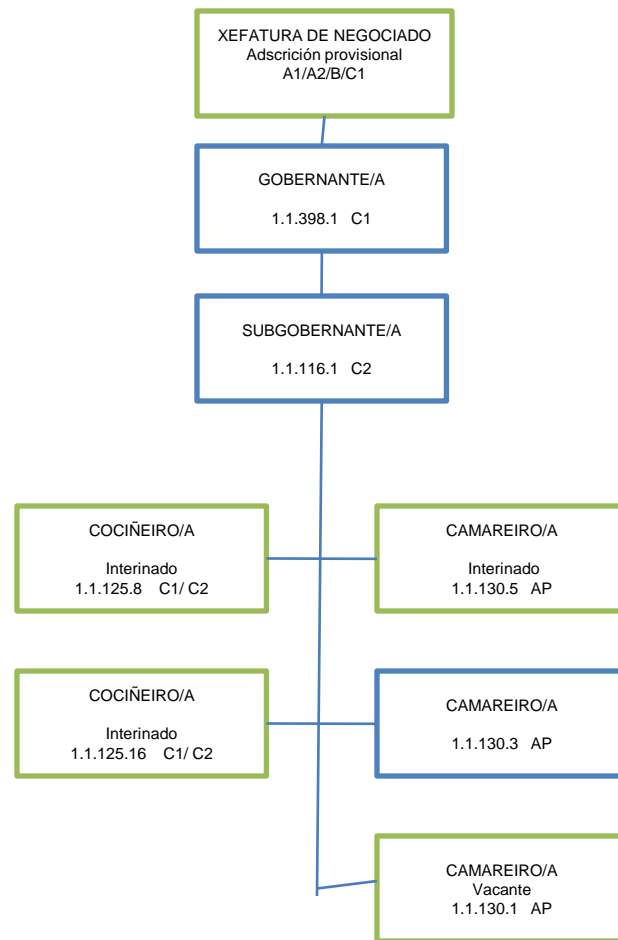 XEFATURA DE NEGOCIADO
Adscrición provisional
A1/A2/B/C1
GOBERNANTE/A
1.1.398.1 C1
SUBGOBERNANTE/A
1.1.116.1 C2
COCIÑEIRO/A
Interinado
1.1.125.8 C1/ C2
CAMAREIRO/A
Interinado
1.1.130.5 AP
COCIÑEIRO/A
Interinado
1.1.125.16 C1/ C2
CAMAREIRO/A
1.1.130.3 AP
CAMAREIRO/A
Vacante
1.1.130.1 AP